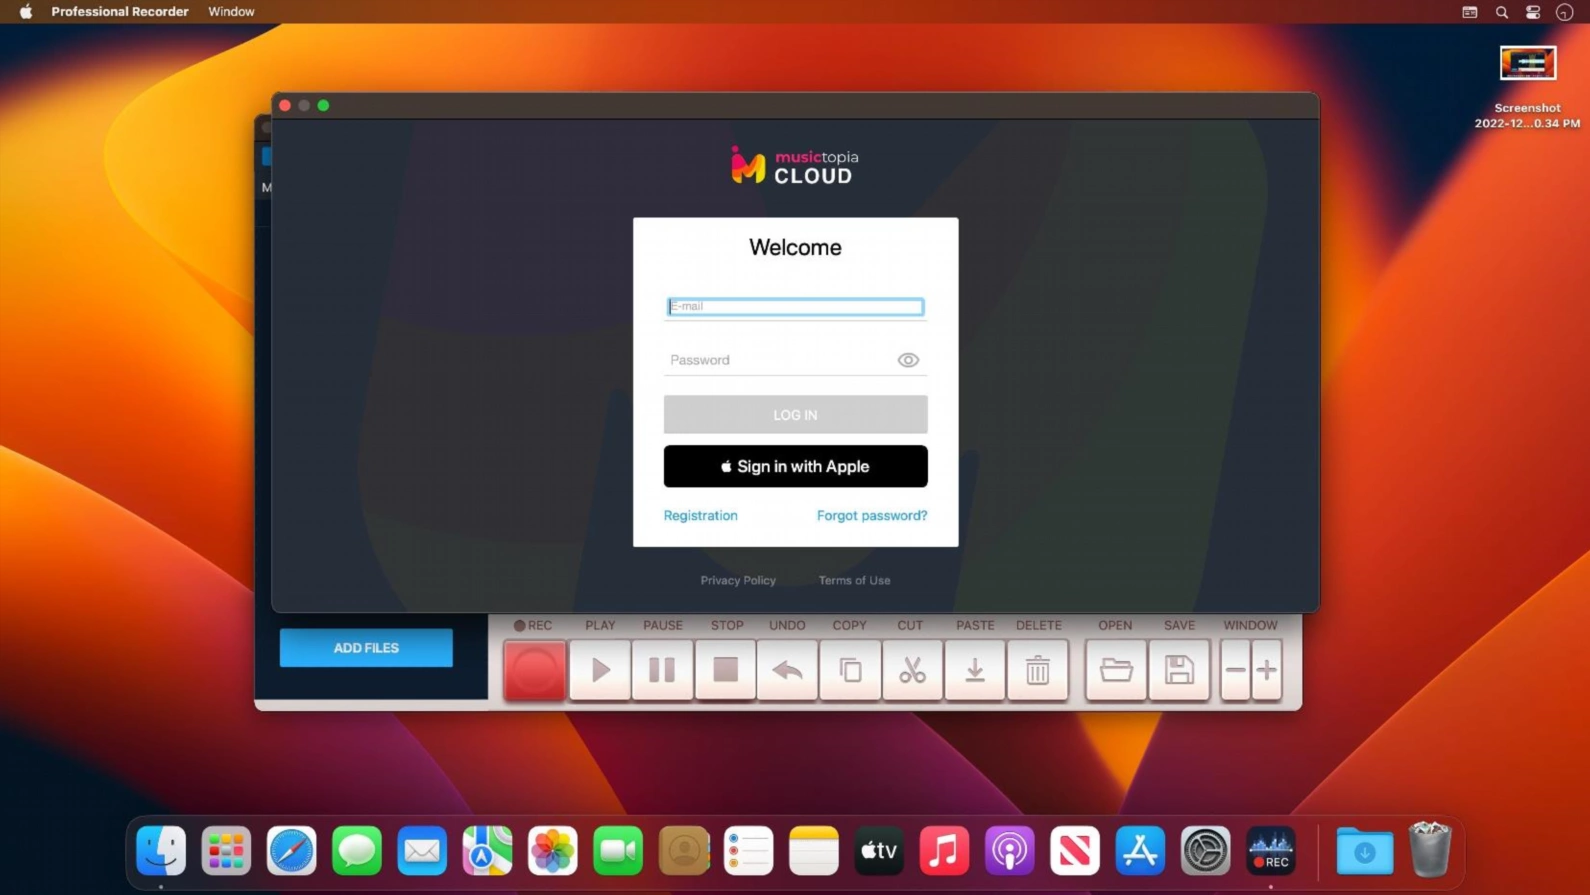 Professional Recorder Window
Screenshot
2022-12...0.34 PM
M
musictopia
CLOUD
Welcome
E-mail
Password
LOG IN
Sign in with Apple
Registration Forgot password?
Privacy Policy Terms of Use
REC PLAY PAUSE STOP UNDO COPY CUT PASTE DELETE OPEN SAVE WINDOW
ADD FILES
tv
REC